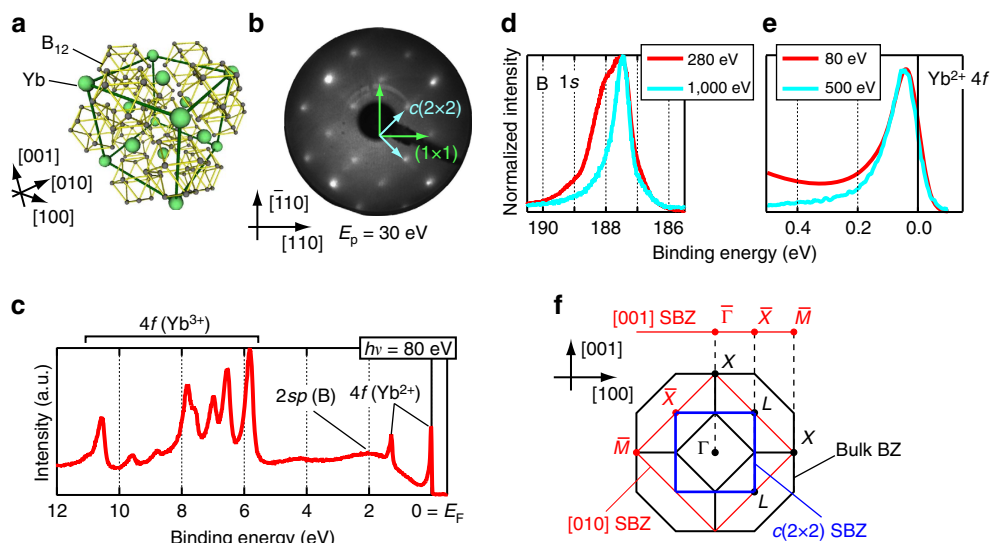 a
B12
Yb
[001]
[010]
[100]
b
c(2×2)
(1×1)
[1̅10]
[110]
Ep = 30 eV
c
4f (Yb3+)
hν = 80 eV
2sp (B)
4f (Yb2+)
Intensity (a.u.)
12
10
8
6
4
2
0 = EF
Binding energy (eV)
d
B 1s
280 eV
1,000 eV
Normalized intensity
190
188
186
Binding energy (eV)
e
80 eV
500 eV
Yb2+ 4f
0.4
0.2
0.0
f
[001] SBZ
Γ̅
X̅
M̅
[001]
[100]
X
X̅
L
M̅
Γ
X
Bulk BZ
L
[010] SBZ
c(2×2) SBZ